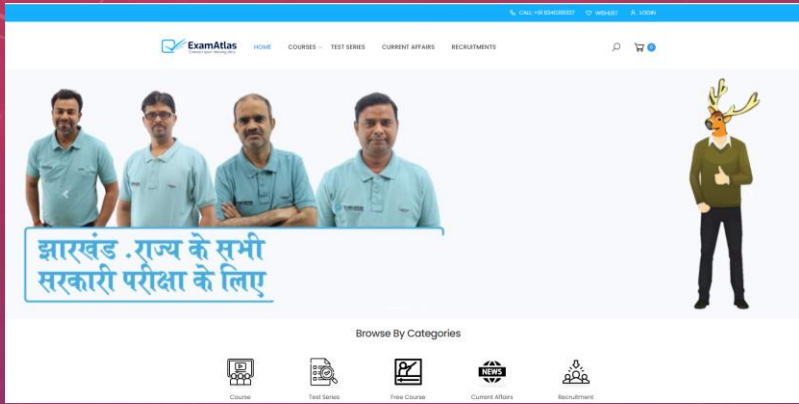 CALL: +91
WISHLIST
LOGIN
ExamAtlas
HOME
COURSES
TEST SERIES
CURRENT AFFAIRS
RECRUITMENTS
0
झारखंड .राज्य के सभी
सरकारी परीक्षा के लिए
Browse By Categories
NEWS
Course
Test Series
Free Course
Current Affairs
Recruitment